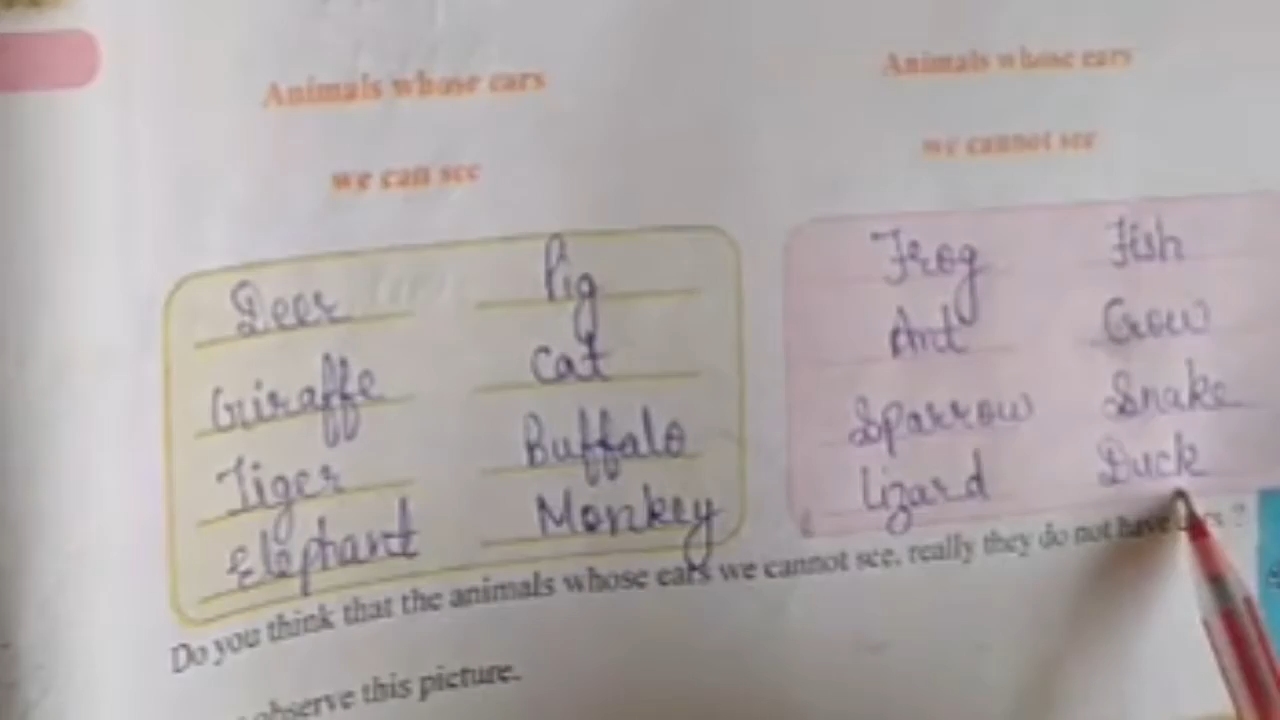 Animals whose ears
we can see
Animals whose ears
we cannot see
Deer Pig
Giraffe Cat
Tiger Buffalo
Elephant Monkey
Frog Fish
Ant Crow
Sparrow Snake
Lizard Duck
Do you think that the animals whose ears we cannot see, really they do not have ears ?
observe this picture.